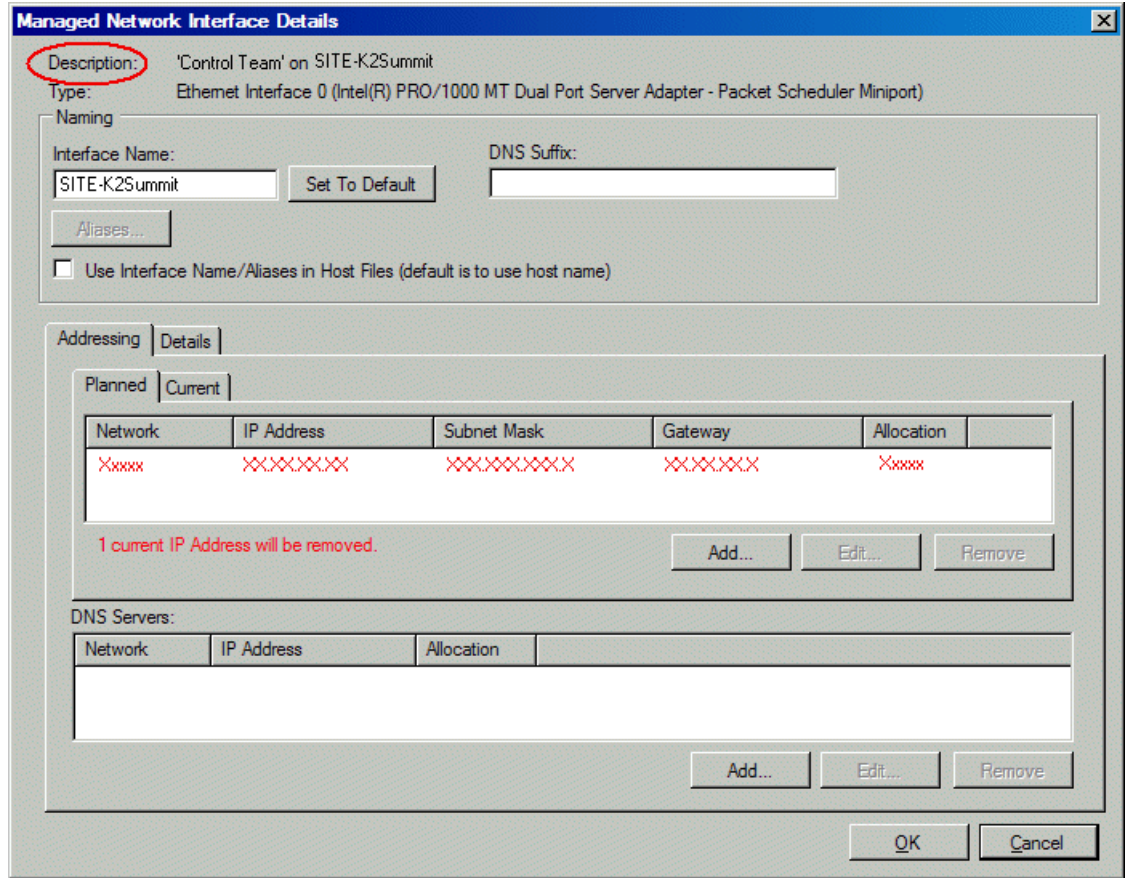 Managed Network Interface Details
Description: 'Control Team' on SITE-K2Summit
Type: Ethernet Interface 0 (Intel(R) PRO/1000 MT Dual Port Server Adapter - Packet Scheduler Miniport)
Naming
Interface Name: DNS Suffix:
SITE-K2Summit Set To Default
Aliases...
Use Interface Name/Aliases in Host Files (default is to use host name)
Addressing Details
Planned Current
Network IP Address Subnet Mask Gateway Allocation
Xxxxx XX.XX.XX.XX XXX.XXX.XXX.X XX.XX.XX.X Xxxxx
1 current IP Address will be removed.
Add... Edit... Remove
DNS Servers:
Network IP Address Allocation
Add... Edit... Remove
OK Cancel